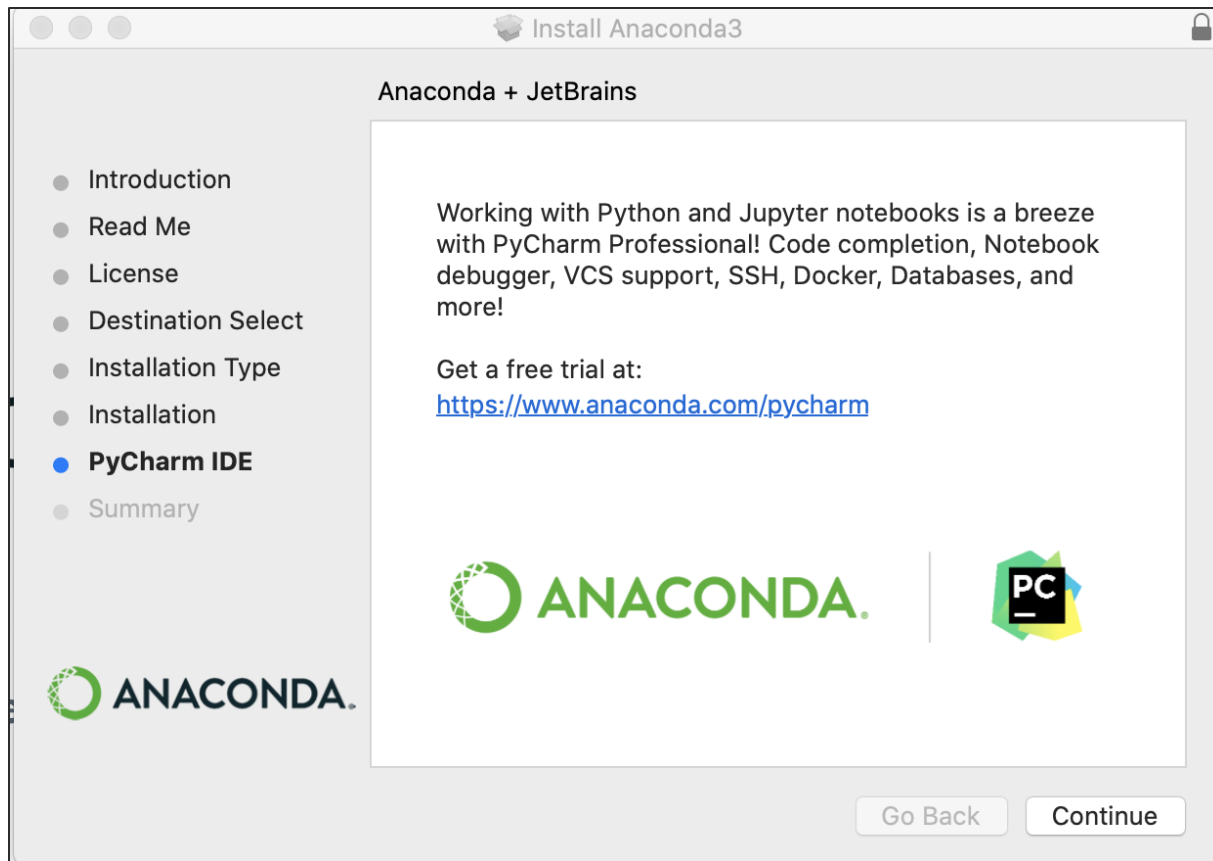 Install Anaconda3
Anaconda + JetBrains
Introduction
Read Me
License
Destination Select
Installation Type
Installation
PyCharm IDE
Summary
ANACONDA.
Working with Python and Jupyter notebooks is a breeze
with PyCharm Professional! Code completion, Notebook
debugger, VCS support, SSH, Docker, Databases, and
more!
Get a free trial at:
https://www.anaconda.com/pycharm
ANACONDA.
PC
Go Back
Continue